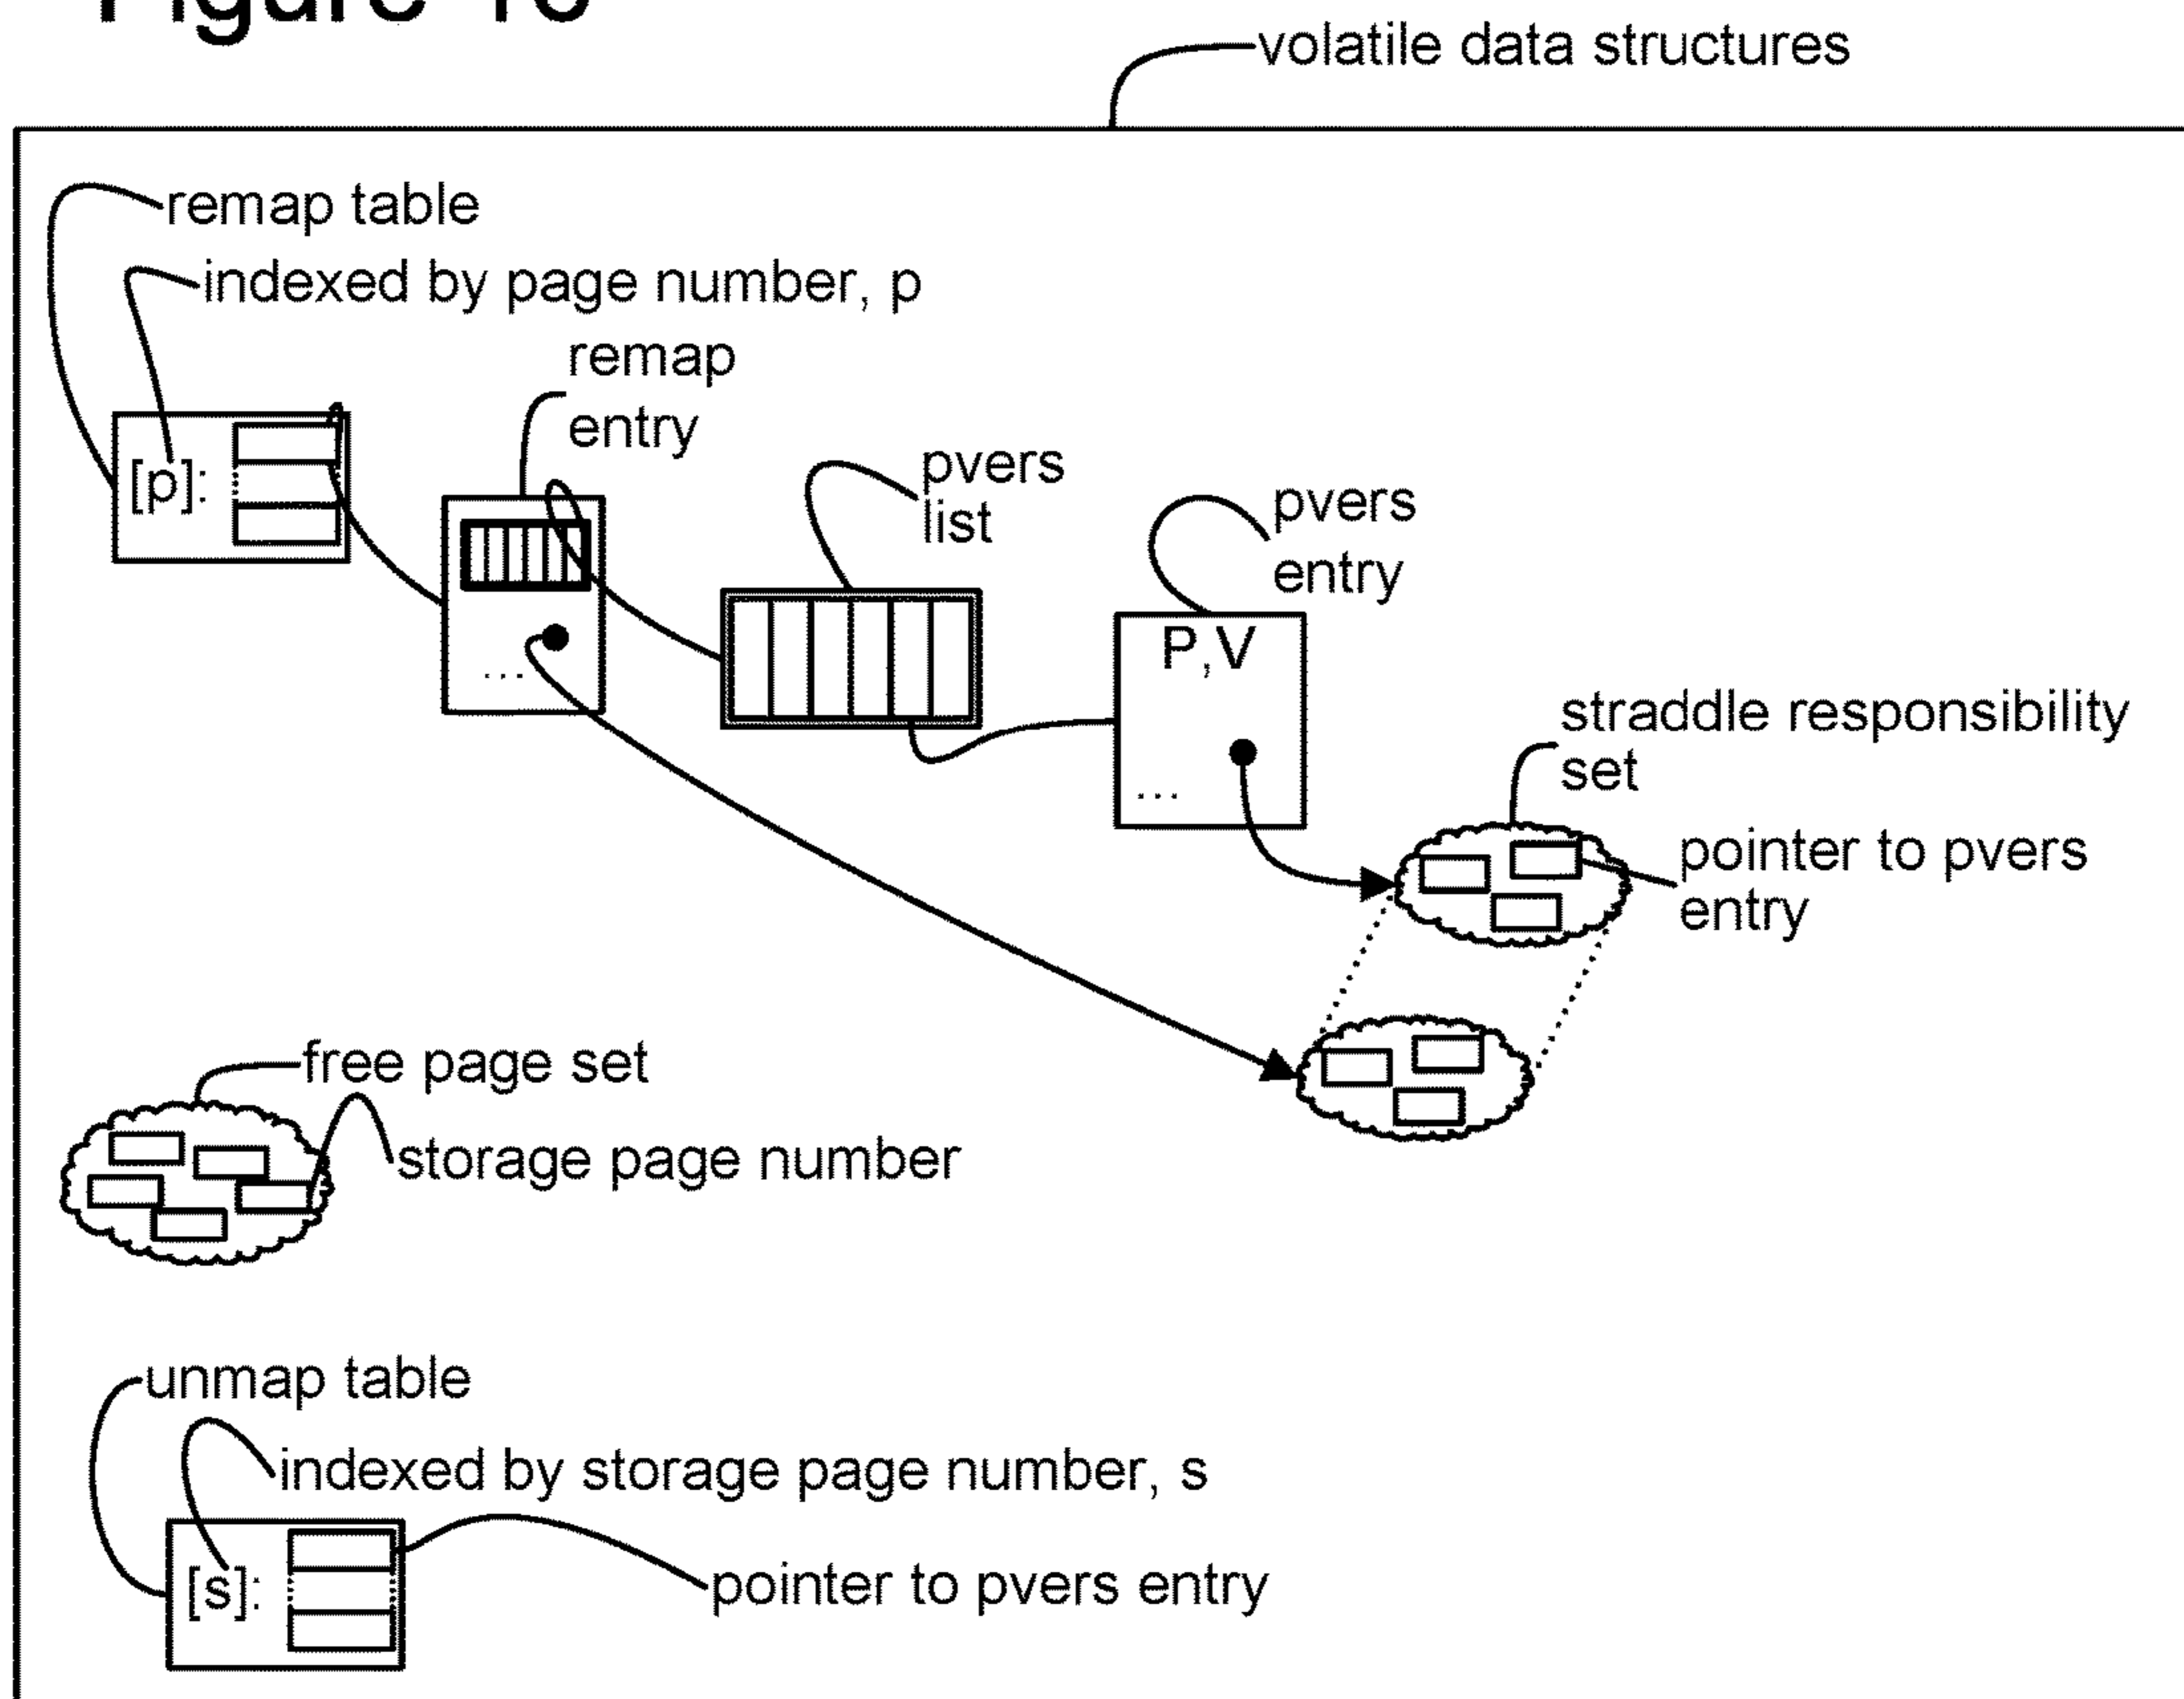 volatile data structures
remap table
indexed by page number, p
remap
entry
[p]:
pvers
list
pvers
entry
...
P,V
...
straddle responsibility
set
pointer to pvers
entry
free page set
storage page number
unmap table
indexed by storage page number, s
[s]:
pointer to pvers entry